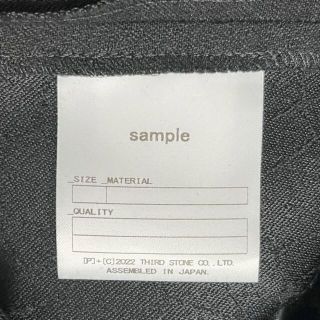 sample
_SIZE _MATERIAL
_QUALITY
[P]+[C]2022 THIRD STONE CO., LTD.
ASSEMBLED IN JAPAN.